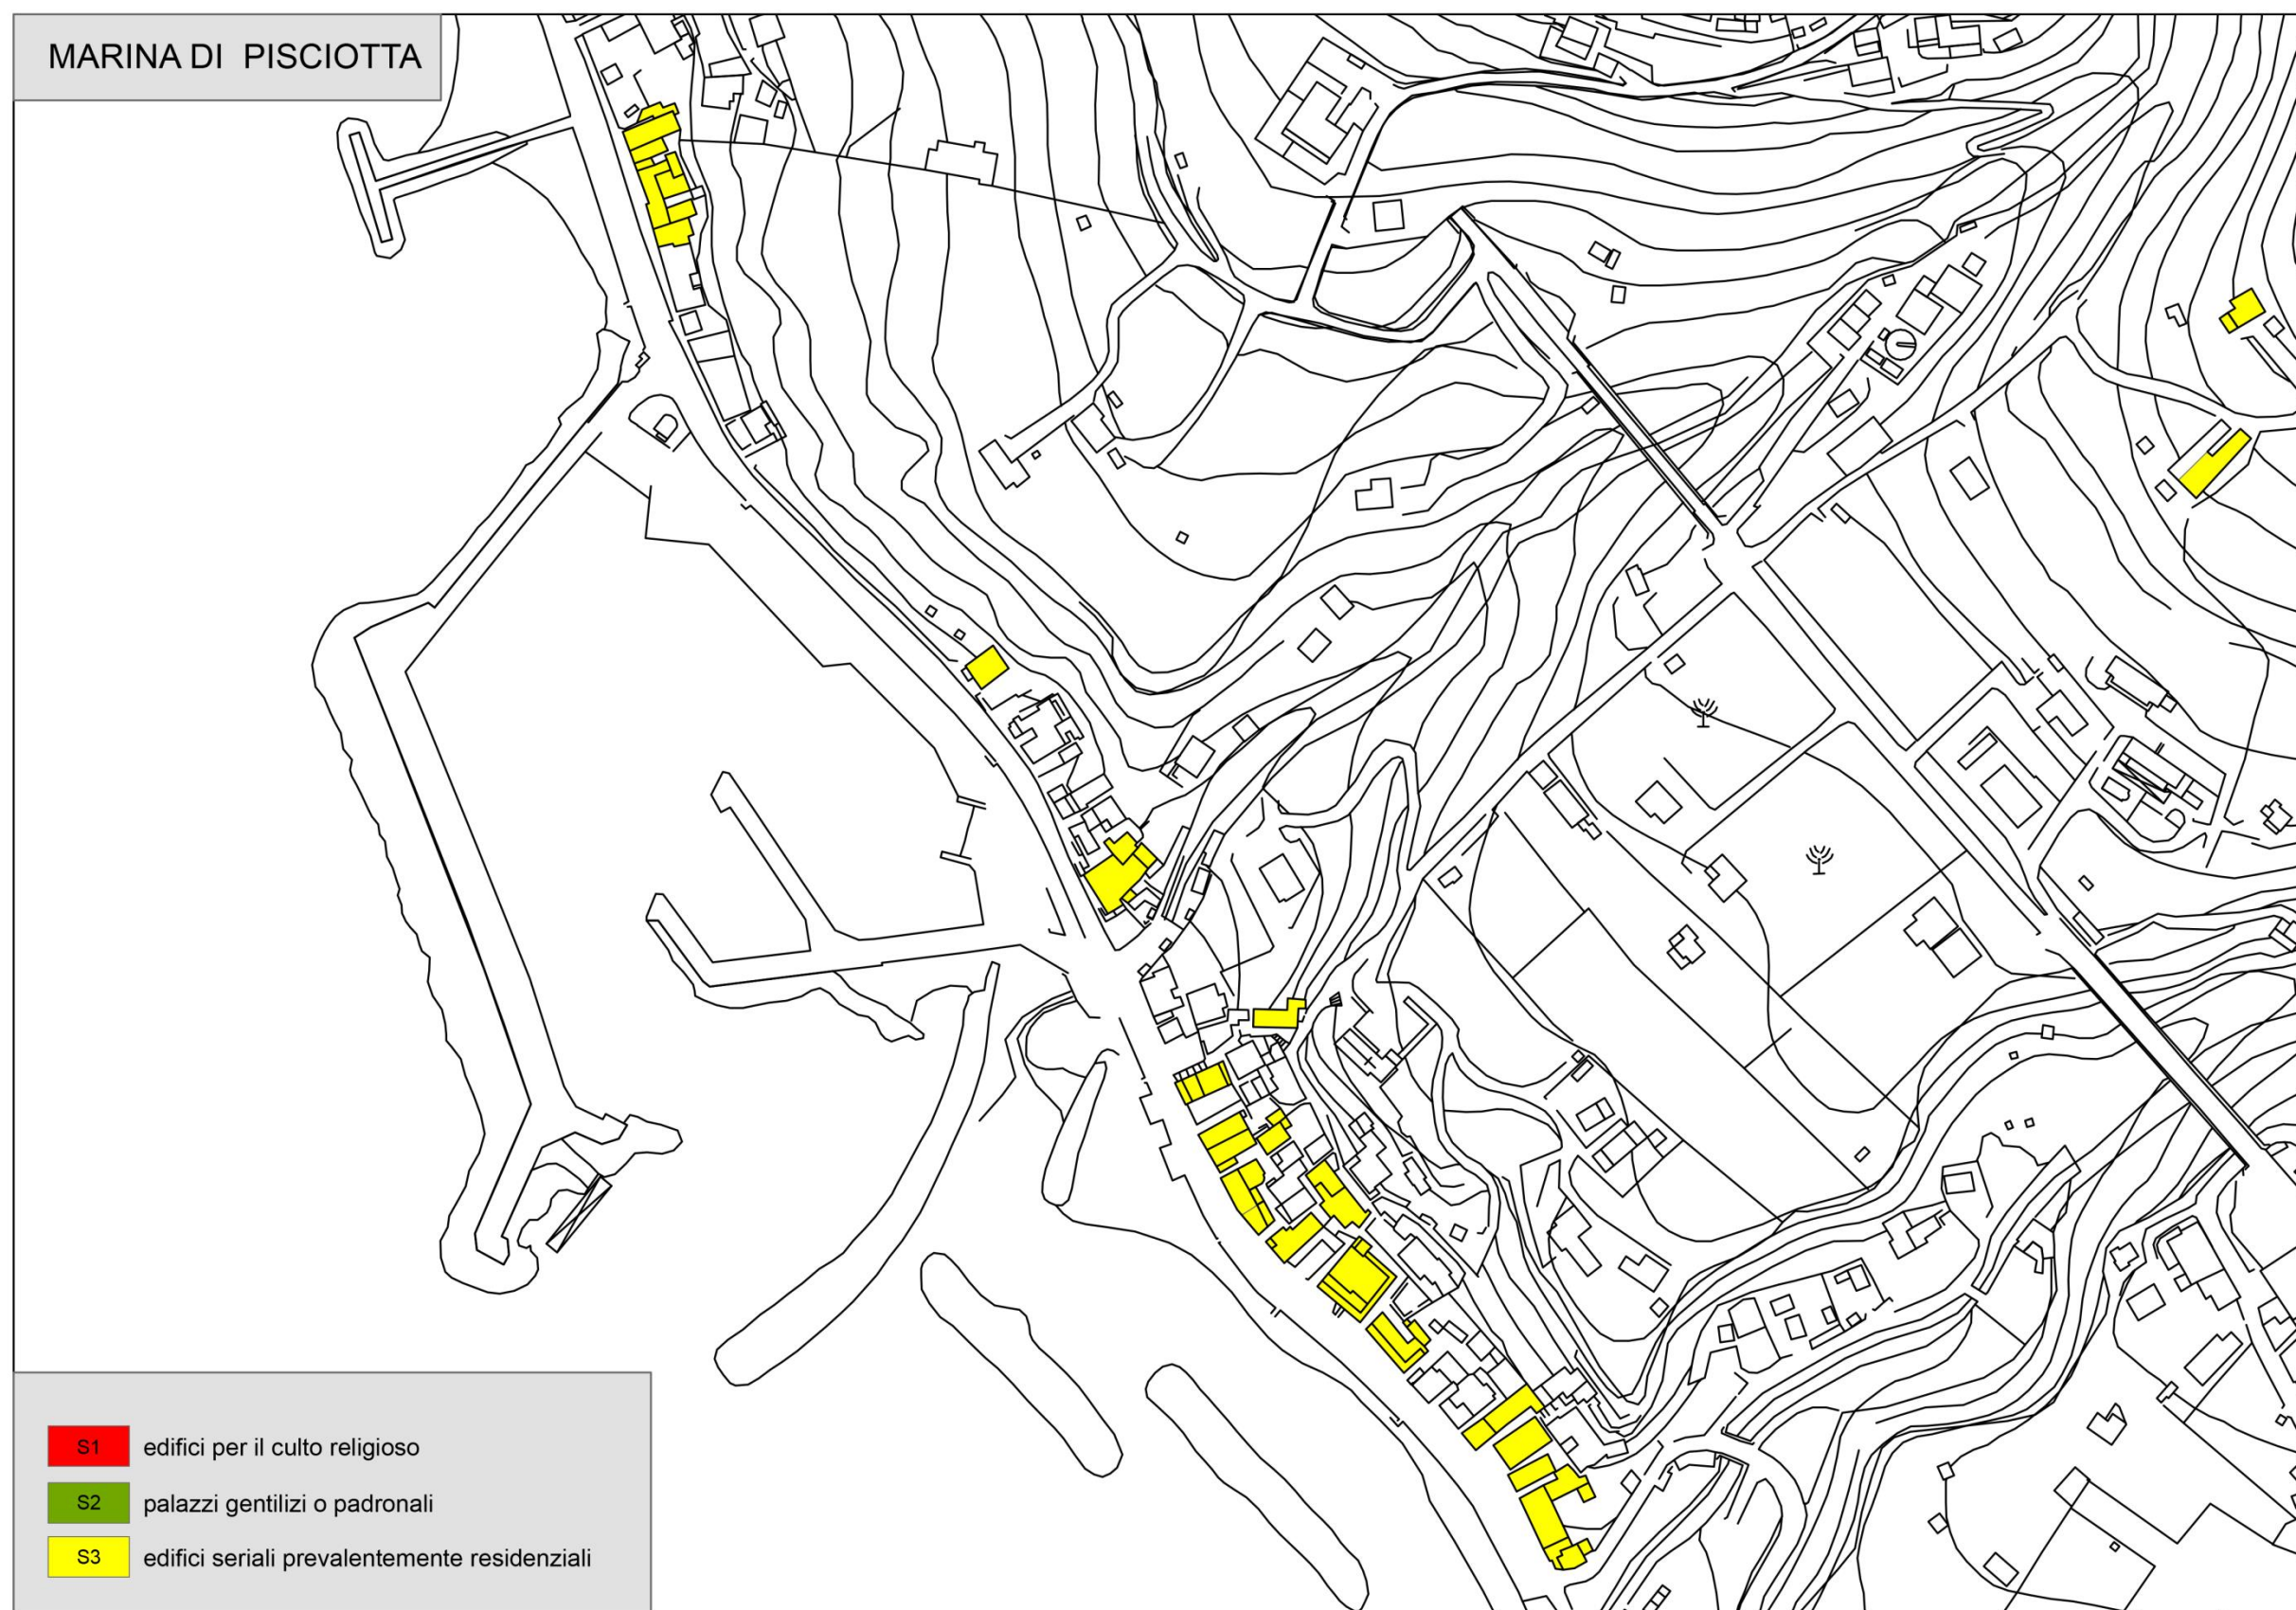 MARINA DI PISCIOTTA
S1 edifici per il culto religioso
S2 palazzi gentilizi o padronali
S3 edifici seriali prevalentemente residenziali